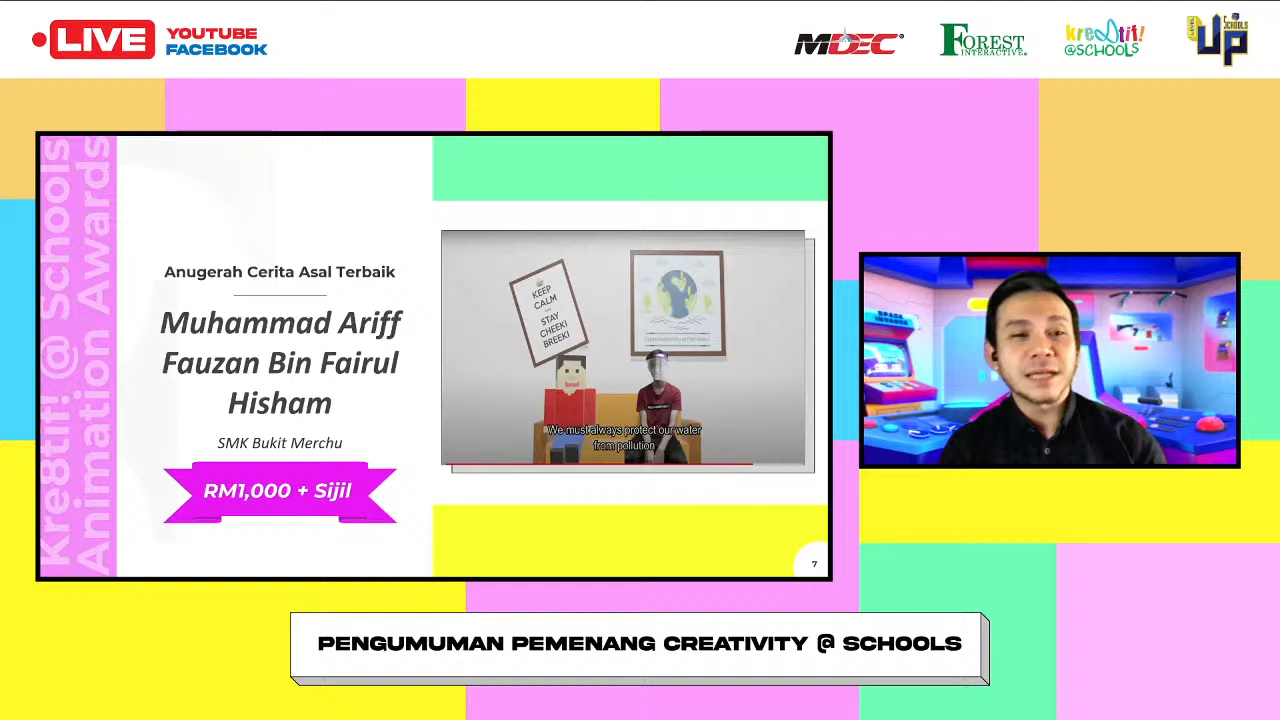 LIVE
YOUTUBE
FACEBOOK
MDEC
FOREST
INTERACTIVE
kre8tif!
@SCHOOLS
LEVEL
UP
SCHOOLS
Kre8tif! @ Schools
Animation Awards
Anugerah Cerita Asal Terbaik
Muhammad Ariff
Fauzan Bin Fairul
Hisham
SMK Bukit Merchu
RM1,000 + Sijil
KEEP
CALM
STAY
CHEEKI
BREEKI
We must always protect our water
from pollution
7
PENGUMUMAN PEMENANG CREATIVITY @ SCHOOLS